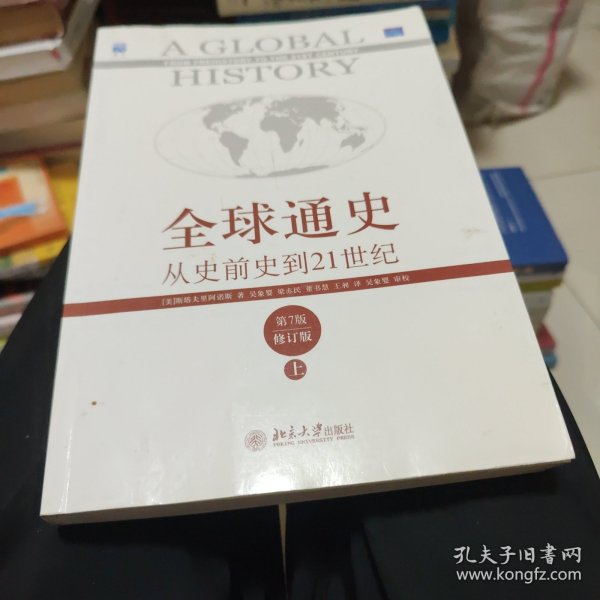 A GLOBAL
FROM PREHISTORY TO THE 21ST CENTURY
HISTORY
全球通史
从史前史到21世纪
[美]斯塔夫里阿诺斯 著 吴象婴 梁赤民 董书慧 王昶 译 吴象婴 审校
第7版
修订版
上
北京大学出版社
PEKING UNIVERSITY PRESS
孔夫子旧书网
www.kongfz.com